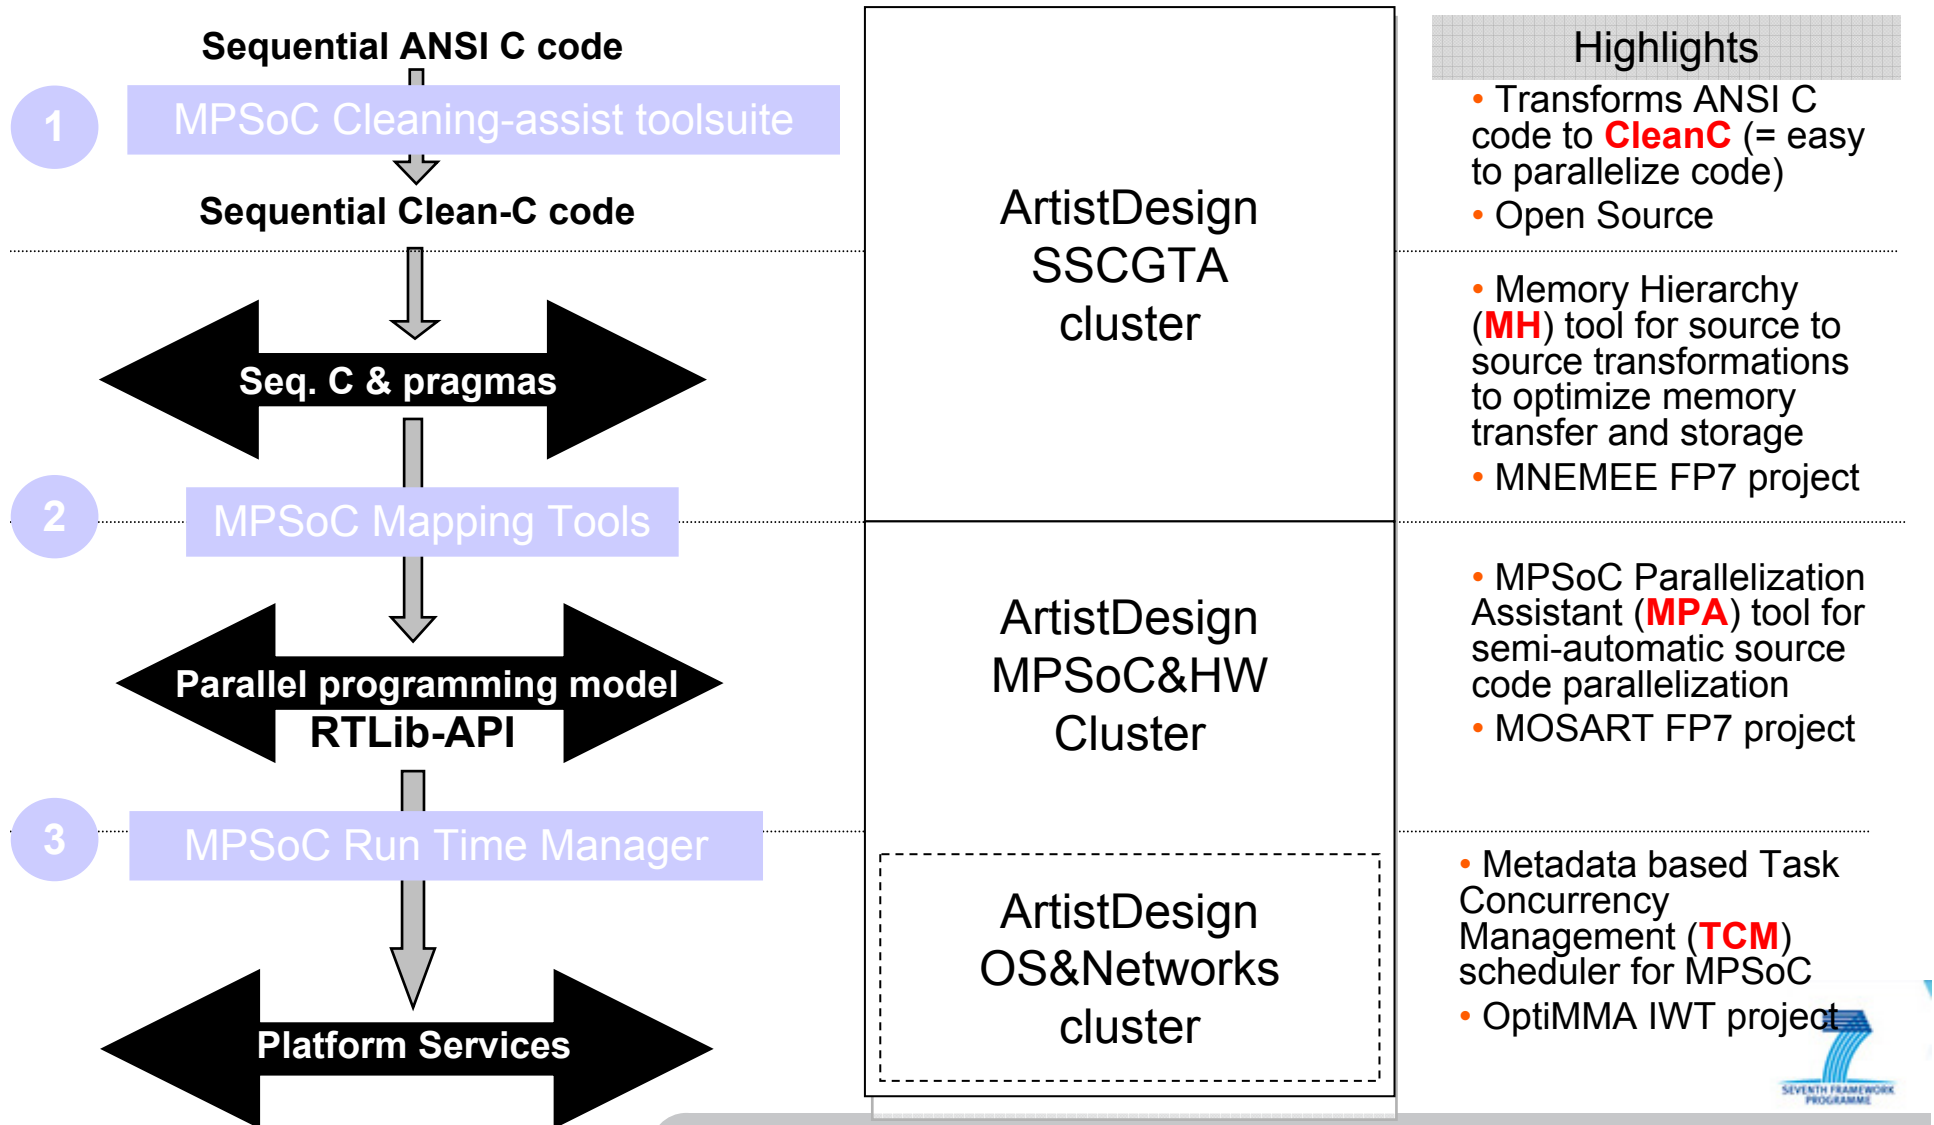 Sequential ANSI C code
1
MPSoC Cleaning-assist toolsuite
Sequential Clean-C code
Seq. C & pragmas
2
MPSoC Mapping Tools
Parallel programming model
RTLib-API
3
MPSoC Run Time Manager
Platform Services
ArtistDesign
SSCGTA
cluster
ArtistDesign
MPSoC&HW
Cluster
ArtistDesign
OS&Networks
cluster
Highlights
• Transforms ANSI C
code to CleanC (= easy
to parallelize code)
• Open Source
• Memory Hierarchy
(MH) tool for source to
source transformations
to optimize memory
transfer and storage
• MNEMEE FP7 project
• MPSoC Parallelization
Assistant (MPA) tool for
semi-automatic source
code parallelization
• MOSART FP7 project
• Metadata based Task
Concurrency
Management (TCM)
scheduler for MPSoC
• OptiMMA IWT project
SEVENTH FRAMEWORK
PROGRAMME